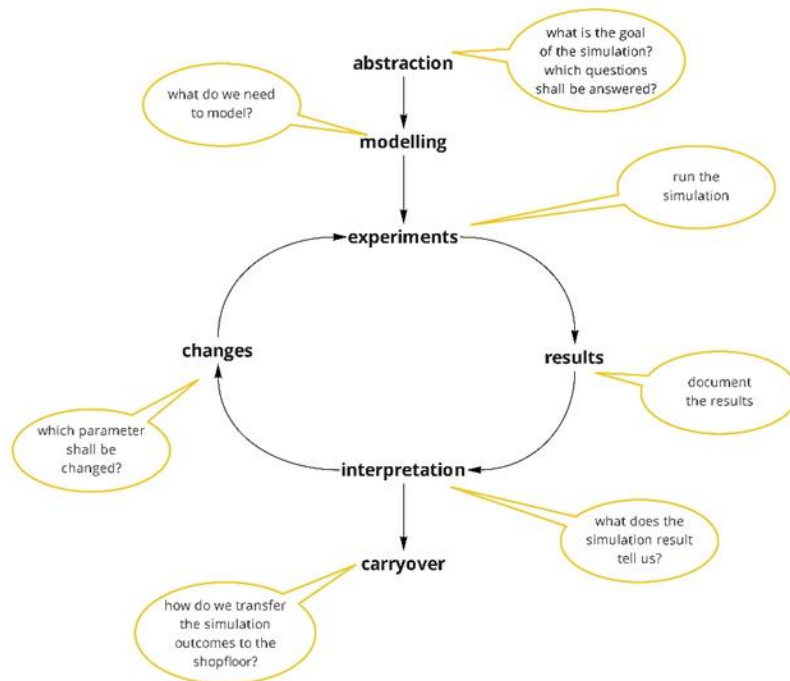 what is the goal
of the simulation?
which questions
shall be answered?
abstraction
what do we need
to model?
modelling
run the
simulation
experiments
changes
results
document
the results
which parameter
shall be
changed?
interpretation
what does the
simulation result
tell us?
carryover
how do we transfer
the simulation
outcomes to the
shopfloor?